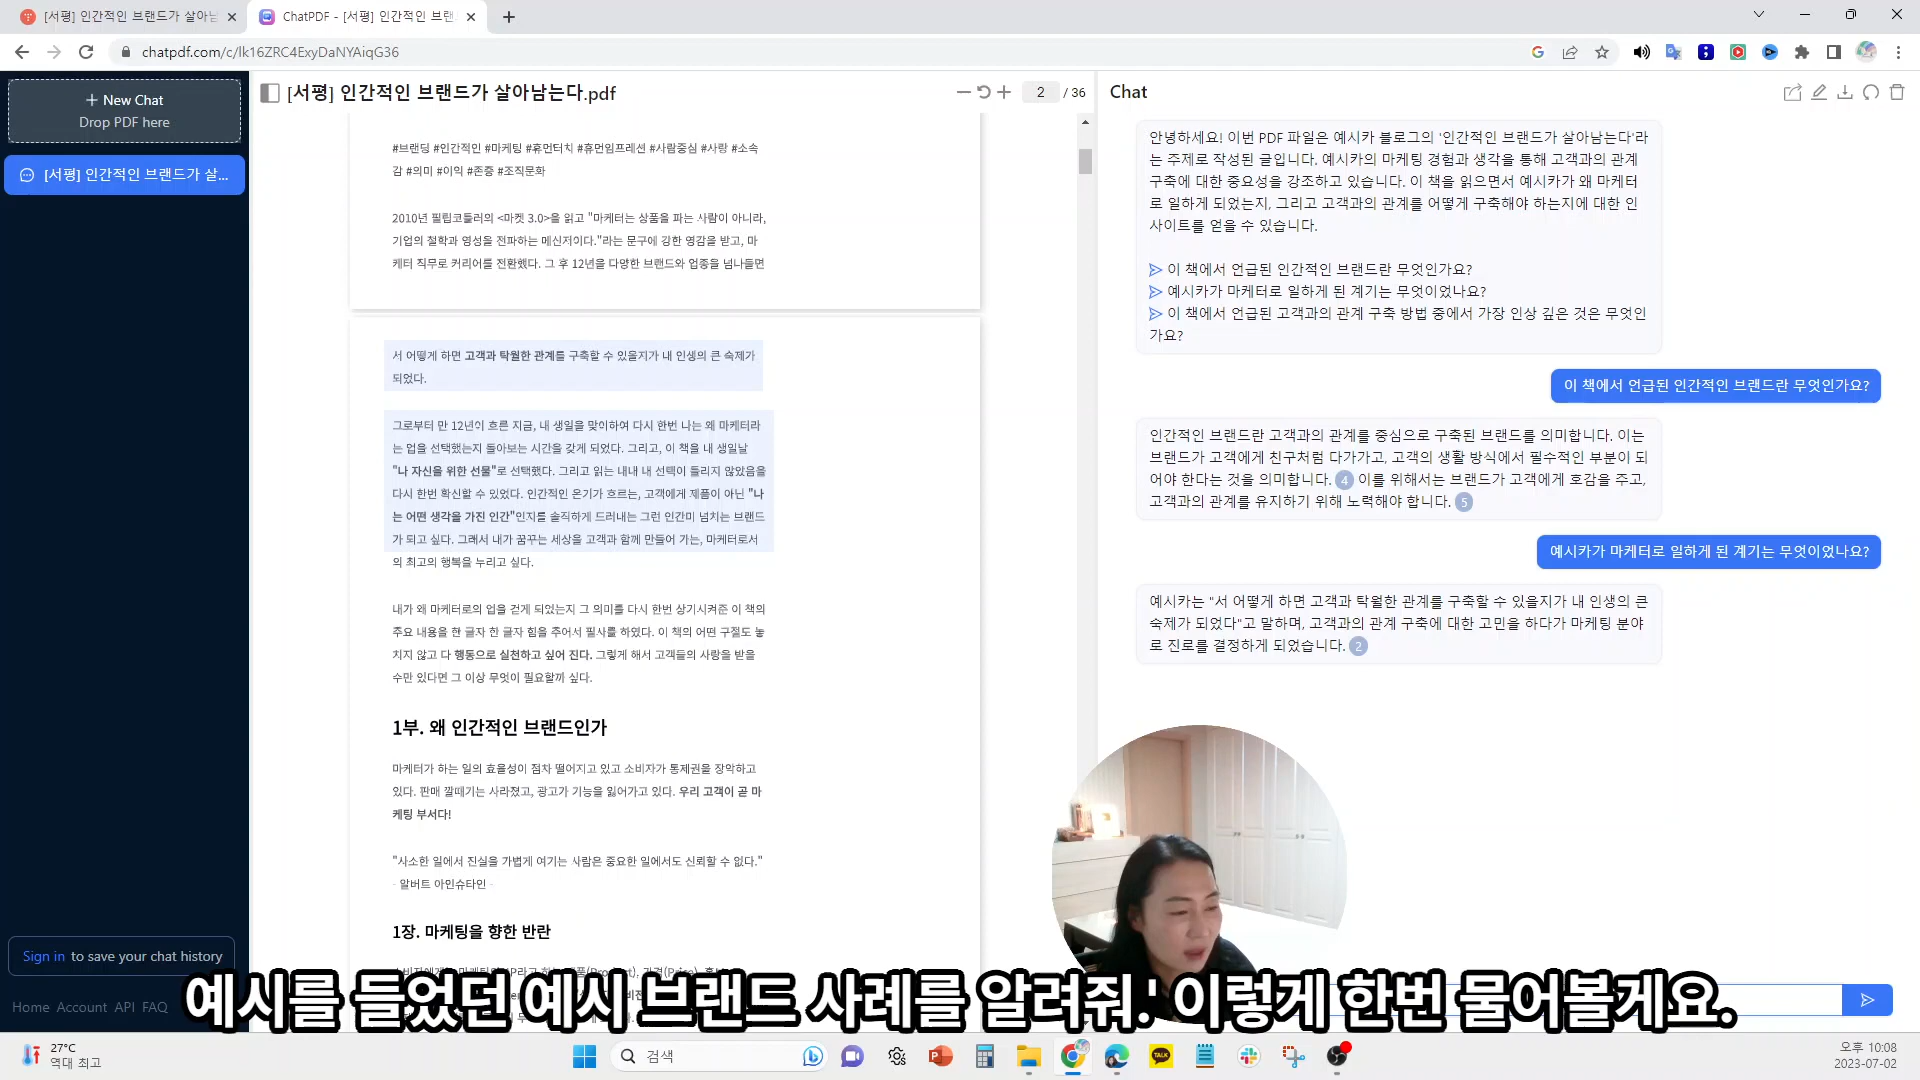 [서평] 인간적인 브랜드가 살아남
ChatPDF - [서평] 인간적인 브랜
chatpdf.com/c/lk16ZRC4ExyDaNYAiqG36
New Chat
Drop PDF here
[서평] 인간적인 브랜드가 살...
Sign in to save your chat history
Home Account API FAQ
[서평] 인간적인 브랜드가 살아남는다.pdf
2 / 36
#브랜딩 #인간적인 #마케팅 #휴먼터치 #휴먼임프레션 #사람중심 #사랑 #소속
감 #의미 #이익 #존중 #조직문화
2010년 필립코틀러의 <마켓 3.0>을 읽고 "마케터는 상품을 파는 사람이 아니라,
기업의 철학과 영성을 전파하는 메신저이다."라는 문구에 강한 영감을 받고, 마
케터 직무로 커리어를 전환했다. 그 후 12년을 다양한 브랜드와 업종을 넘나들면
서 어떻게 하면 고객과 탁월한 관계를 구축할 수 있을지가 내 인생의 큰 숙제가
되었다.
그로부터 만 12년이 흐른 지금, 내 생일을 맞이하여 다시 한번 나는 왜 마케터라
는 업을 선택했는지 돌아보는 시간을 갖게 되었다. 그리고, 이 책을 내 생일날
"나 자신을 위한 선물"로 선택했다. 그리고 읽는 내내 내 선택이 틀리지 않았음을
다시 한번 확신할 수 있었다. 인간적인 온기가 흐르는, 고객에게 제품이 아닌 "나
는 어떤 생각을 가진 인간"인지를 솔직하게 드러내는 그런 인간미 넘치는 브랜드
가 되고 싶다. 그래서 내가 꿈꾸는 세상을 고객과 함께 만들어 가는, 마케터로서
의 최고의 행복을 누리고 싶다.
내가 왜 마케터로의 업을 걷게 되었는지 그 의미를 다시 한번 상기시켜준 이 책의
주요 내용을 한 글자 한 글자 힘을 주어서 필사를 하였다. 이 책의 어떤 구절도 놓
치지 않고 다 행동으로 실천하고 싶어 진다. 그렇게 해서 고객들의 사랑을 받을
수만 있다면 그 이상 무엇이 필요할까 싶다.
1부. 왜 인간적인 브랜드인가
마케터가 하는 일의 효율성이 점차 떨어지고 있고 소비자가 통제권을 장악하고
있다. 판매 깔때기는 사라졌고, 광고가 기능을 잃어가고 있다. 우리 고객이 곧 마
케팅 부서다!
"사소한 일에서 진실을 가볍게 여기는 사람은 중요한 일에서도 신뢰할 수 없다."
- 알버트 아인슈타인 -
1장. 마케팅을 향한 반란
Chat
안녕하세요! 이번 PDF 파일은 예시카 블로그의 '인간적인 브랜드가 살아남는다'라
는 주제로 작성된 글입니다. 예시카의 마케팅 경험과 생각을 통해 고객과의 관계
구축에 대한 중요성을 강조하고 있습니다. 이 책을 읽으면서 예시카가 왜 마케터
로 일하게 되었는지, 그리고 고객과의 관계를 어떻게 구축해야 하는지에 대한 인
사이트를 얻을 수 있습니다.
이 책에서 언급된 인간적인 브랜드란 무엇인가요?
예시카가 마케터로 일하게 된 계기는 무엇이었나요?
이 책에서 언급된 고객과의 관계 구축 방법 중에서 가장 인상 깊은 것은 무엇인
가요?
이 책에서 언급된 인간적인 브랜드란 무엇인가요?
인간적인 브랜드란 고객과의 관계를 중심으로 구축된 브랜드를 의미합니다. 이는
브랜드가 고객에게 친구처럼 다가가고, 고객의 생활 방식에서 필수적인 부분이 되
어야 한다는 것을 의미합니다. 4 이를 위해서는 브랜드가 고객에게 호감을 주고,
고객과의 관계를 유지하기 위해 노력해야 합니다. 5
예시카가 마케터로 일하게 된 계기는 무엇이었나요?
예시카는 "서 어떻게 하면 고객과 탁월한 관계를 구축할 수 있을지가 내 인생의 큰
숙제가 되었다"고 말하며, 고객과의 관계 구축에 대한 고민을 하다가 마케팅 분야
로 진로를 결정하게 되었습니다. 2
예시를 들었던 예시 브랜드 사례를 알려줘.' 이렇게 한번 물어볼게요.
27°C
역대 최고
검색
오후 10:08
2023-07-02